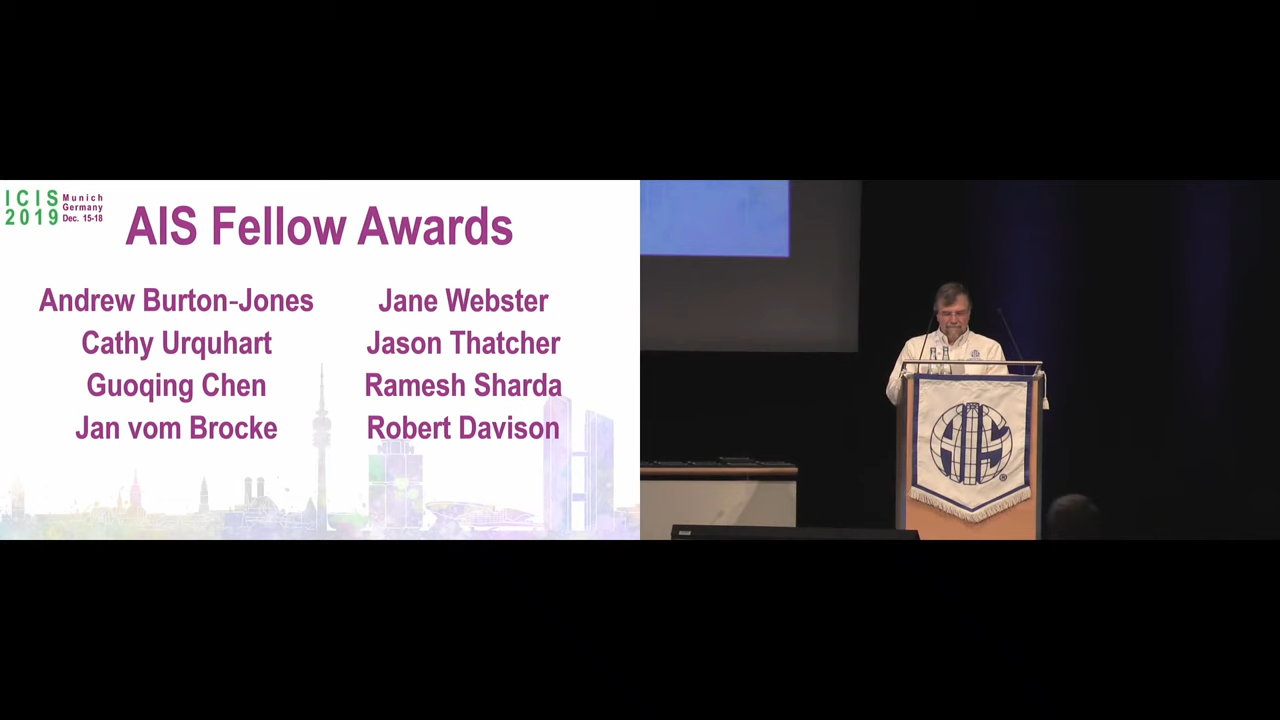 ICIS
2019
Munich
Germany
Dec. 15-18
AIS Fellow Awards
Andrew Burton-Jones
Cathy Urquhart
Guoqing Chen
Jan vom Brocke
Jane Webster
Jason Thatcher
Ramesh Sharda
Robert Davison
AIS
®